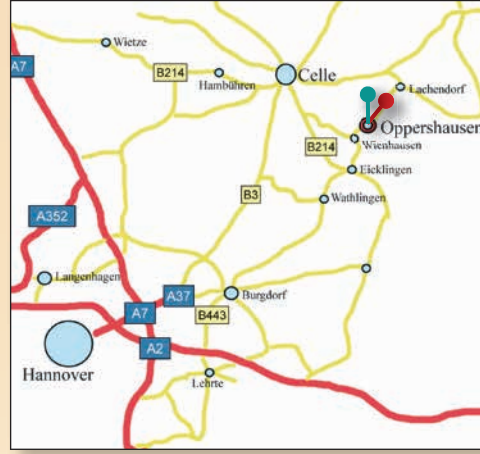 Wietze
A7
B214
Hambühren
Celle
Lachendorf
Oppershausen
B214
Wienhausen
Eicklingen
B3
Wathlingen
A352
Langenhagen
A37
Burgdorf
A7
B443
A2
Hannover
Lehrte